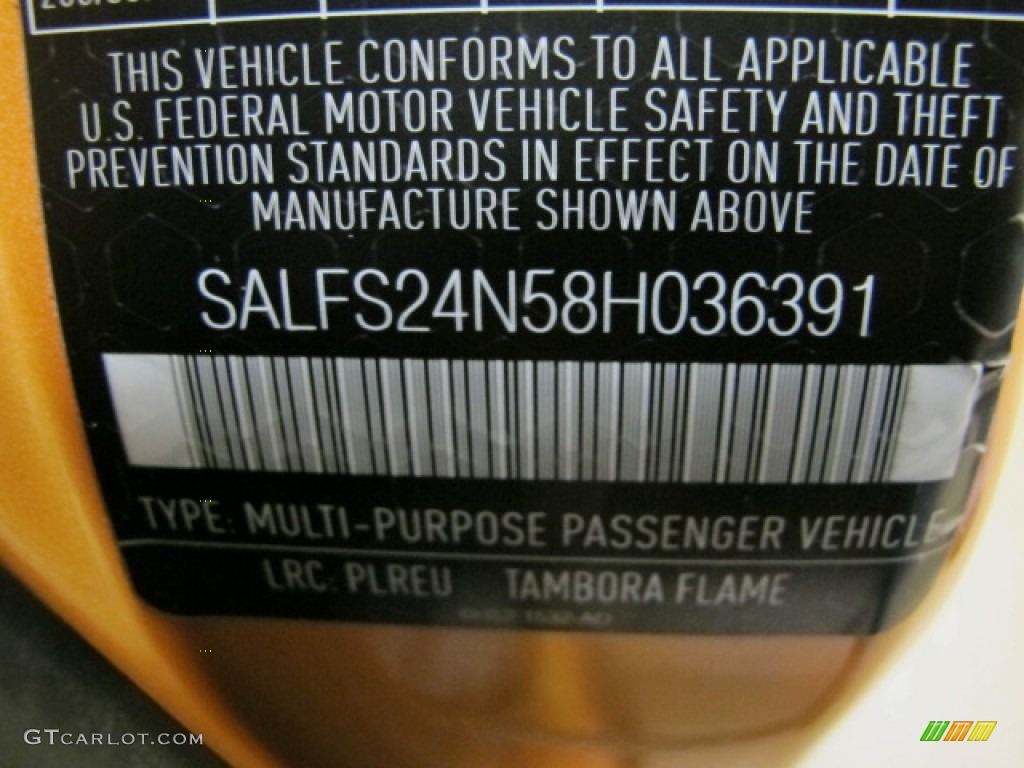 THIS VEHICLE CONFORMS TO ALL APPLICABLE
U.S. FEDERAL MOTOR VEHICLE SAFETY AND THEFT
PREVENTION STANDARDS IN EFFECT ON THE DATE OF
MANUFACTURE SHOWN ABOVE
SALFS24N58H036391
TYPE: MULTI-PURPOSE PASSENGER VEHICLE
LRC: PLREU TAMBORA FLAME
GTCARLOT.COM